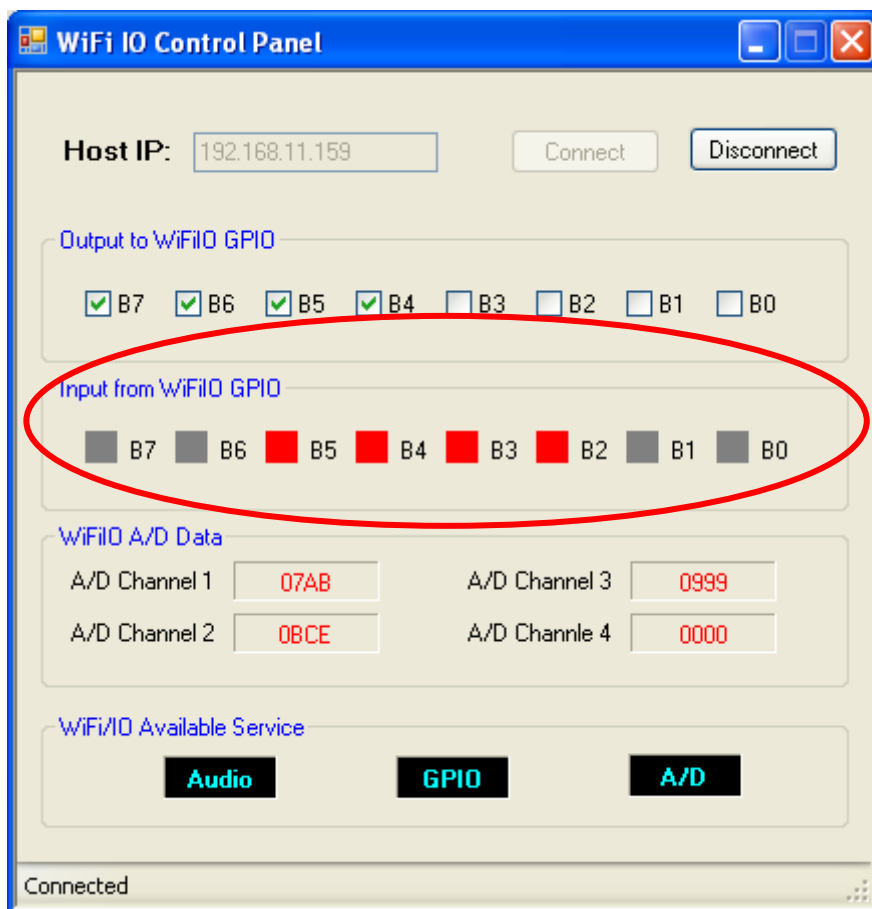 WiFi IO Control Panel
Host IP: 192.168.11.159 Connect Disconnect
Output to WiFiIO GPIO
B7 B6 B5 B4 B3 B2 B1 B0
Input from WiFiIO GPIO
B7 B6 B5 B4 B3 B2 B1 B0
WiFiIO A/D Data
A/D Channel 1 07AB A/D Channel 3 0999
A/D Channel 2 0BCE A/D Channle 4 0000
WiFi/IO Available Service
Audio GPIO A/D
Connected